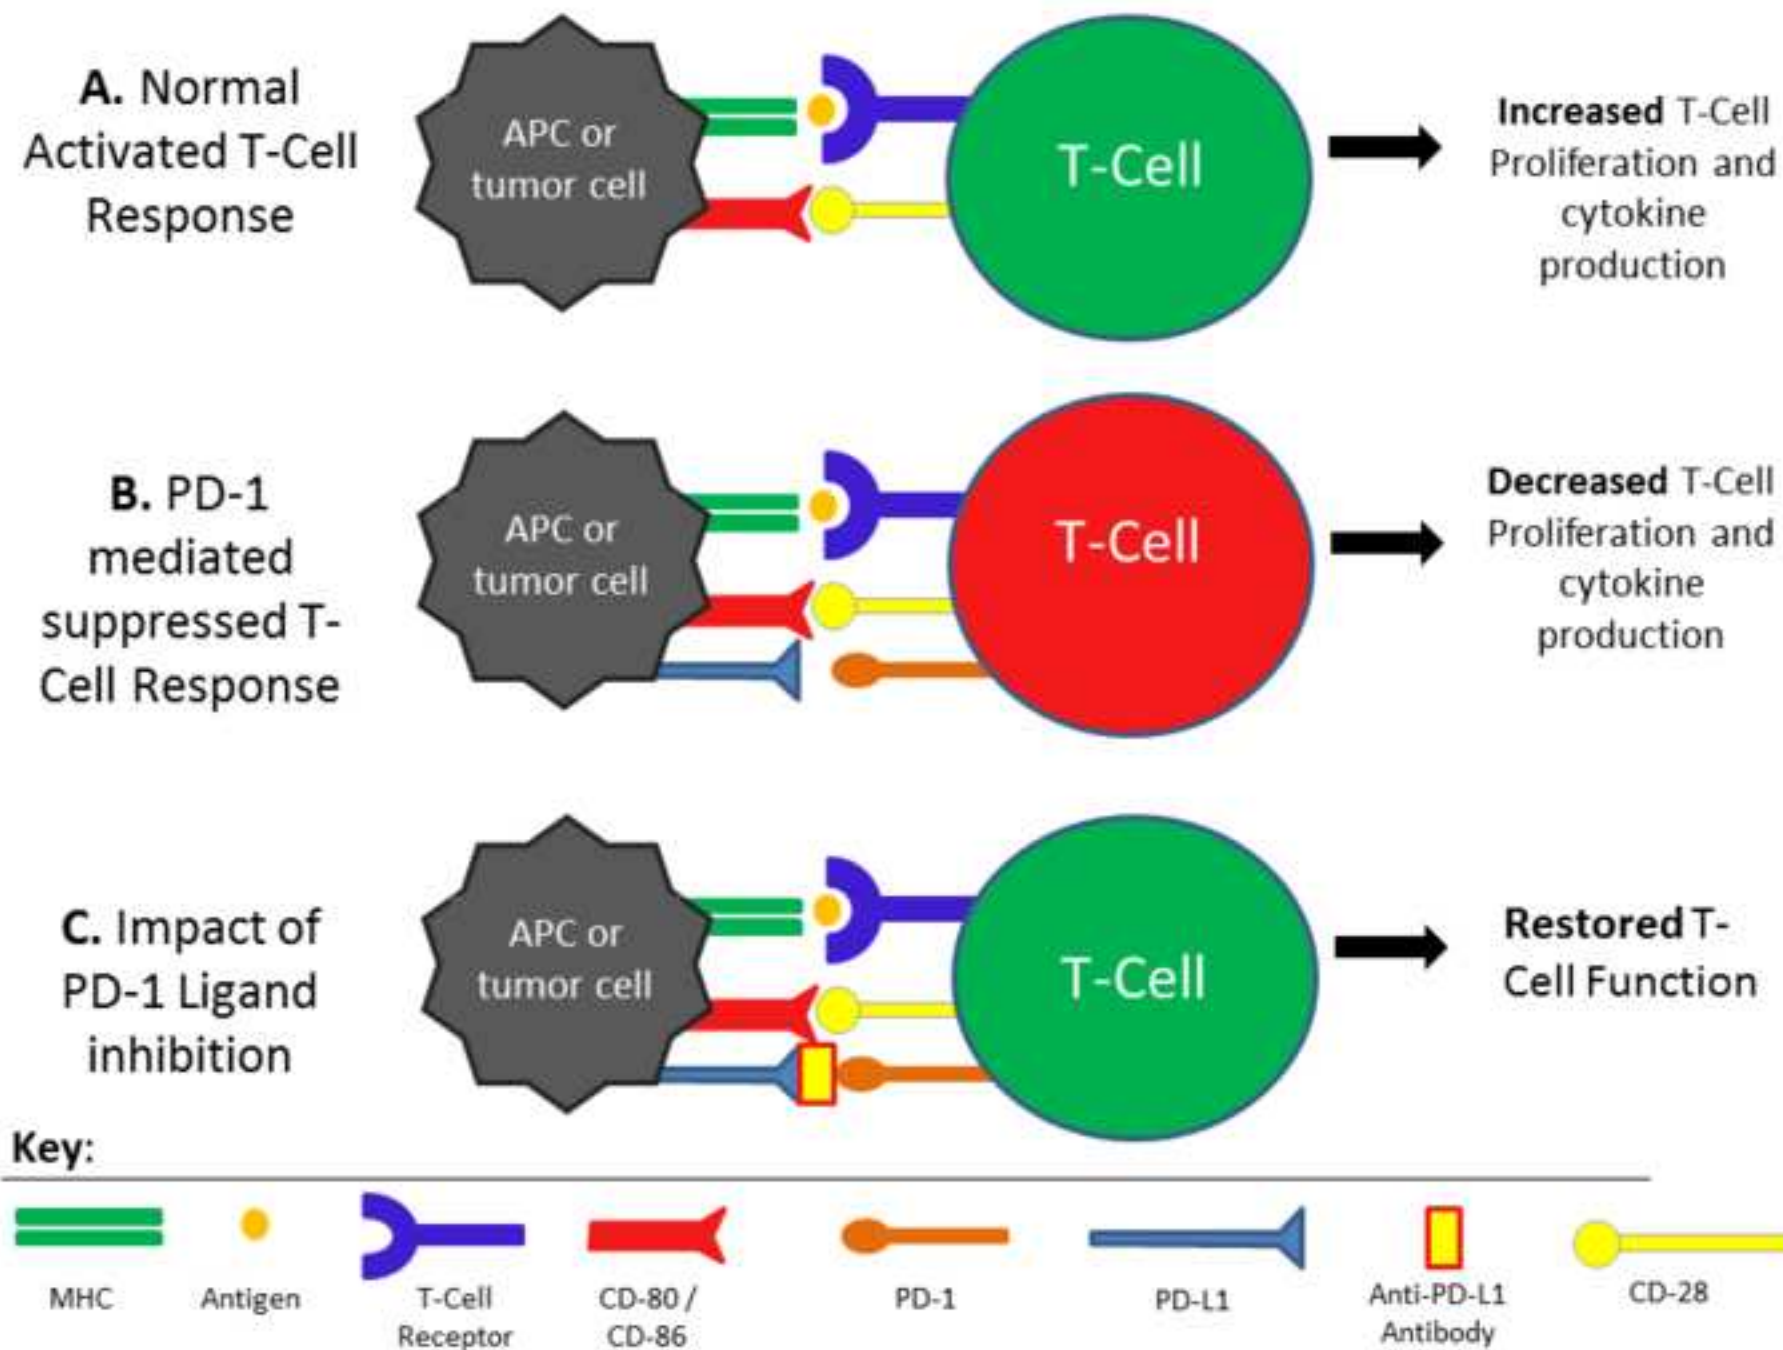 A. Normal
Activated T-Cell
Response
APC or
tumor cell
T-Cell
Increased T-Cell
Proliferation and
cytokine
production
B. PD-1
mediated
suppressed T-
Cell Response
APC or
tumor cell
T-Cell
Decreased T-Cell
Proliferation and
cytokine
production
C. Impact of
PD-1 Ligand
inhibition
APC or
tumor cell
T-Cell
Restored T-
Cell Function
Key:
MHC
Antigen
T-Cell
Receptor
CD-80 /
CD-86
PD-1
PD-L1
Anti-PD-L1
Antibody
CD-28